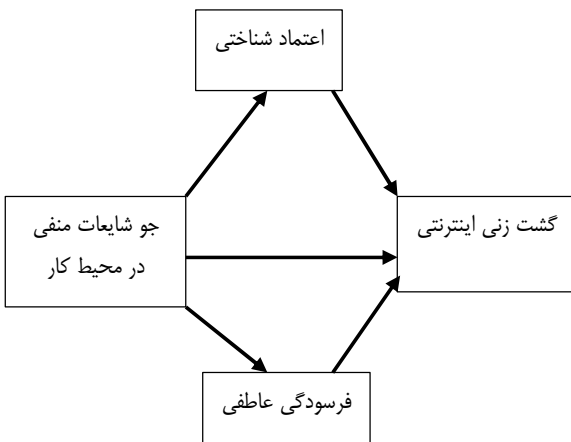 اعتماد شناختی
جو شایعات منفی
در محیط کار
گشت زنی اینترنتی
فرسودگی عاطفی